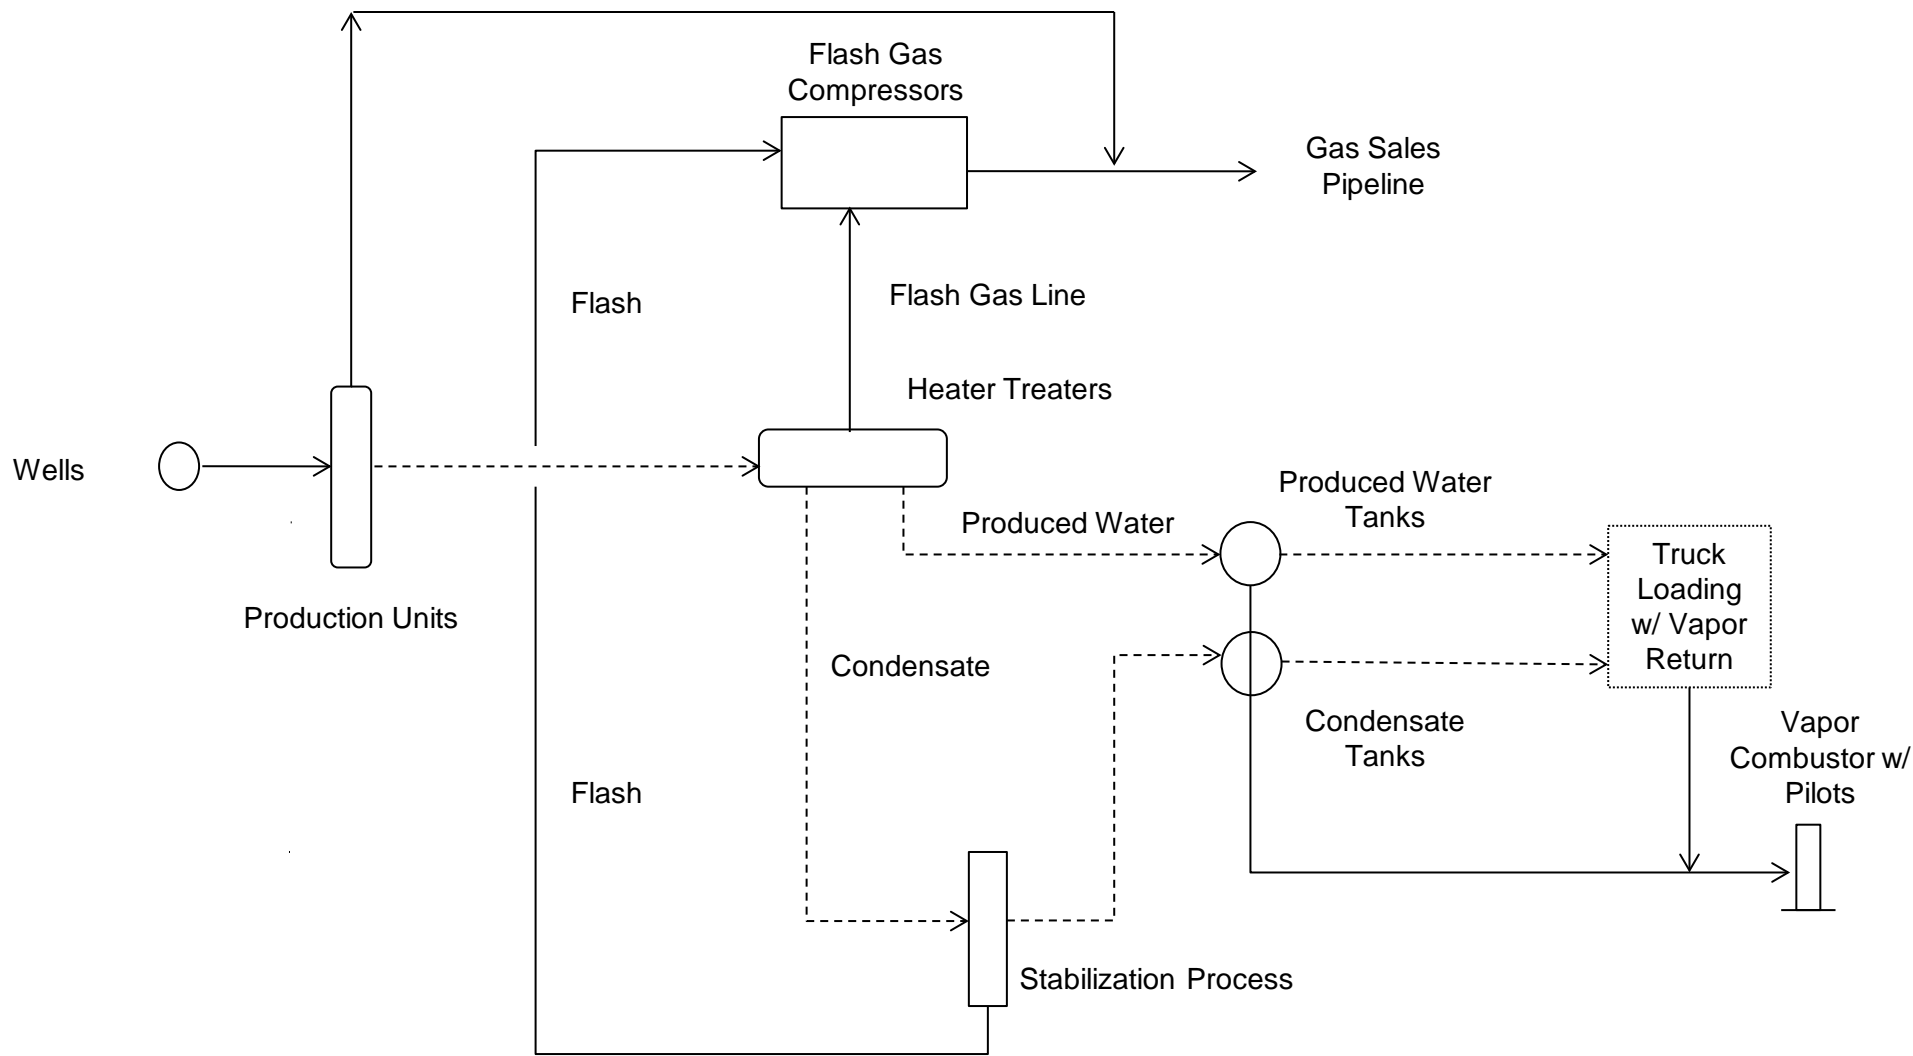 Flash Gas
Compressors
Gas Sales
Pipeline
Flash
Flash Gas Line
Heater Treaters
Wells
Produced Water
Tanks
Produced Water
Truck
Loading
w/ Vapor
Return
Production Units
Condensate
Condensate
Tanks
Vapor
Combustor w/
Pilots
Flash
Stabilization Process